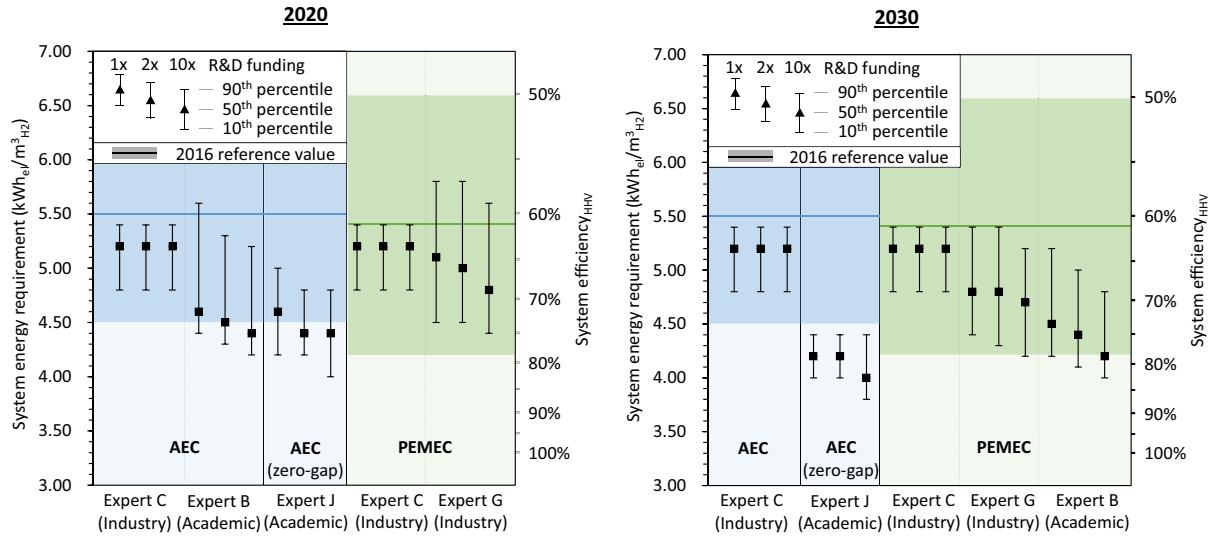 2020
System energy requirement (kWhel/m³H2)
7.00
6.50
6.00
5.50
5.00
4.50
4.00
3.50
3.00
1x 2x 10x R&D funding
90th percentile
50th percentile
10th percentile
2016 reference value
AEC
AEC
(zero-gap)
PEMEC
50%
60%
70%
80%
90%
100%
System efficiencyHHV
Expert C
(Industry)
Expert B
(Academic)
Expert J
(Academic)
Expert C
(Industry)
Expert G
(Industry)
2030
System energy requirement (kWhel/m³H2)
7.00
6.50
6.00
5.50
5.00
4.50
4.00
3.50
3.00
1x 2x 10x R&D funding
90th percentile
50th percentile
10th percentile
2016 reference value
AEC
AEC
(zero-gap)
PEMEC
50%
60%
70%
80%
90%
100%
System efficiencyHHV
Expert C
(Industry)
Expert J
(Academic)
Expert C
(Industry)
Expert G
(Industry)
Expert B
(Academic)